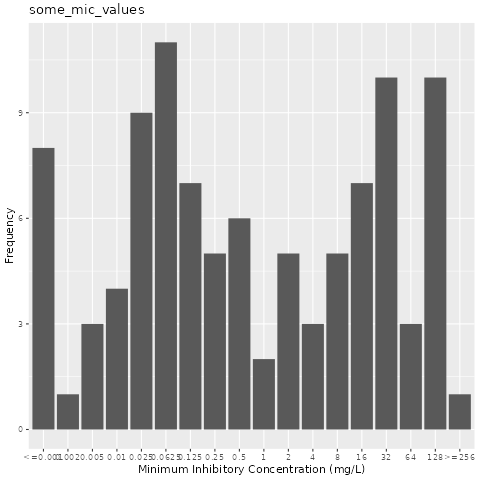 some_mic_values
Frequency
9
6
3
0
<=0.001 0.002 0.005 0.01 0.025 0.0625 0.125 0.25 0.5 1 2 4 8 16 32 64 128 >=256
Minimum Inhibitory Concentration (mg/L)